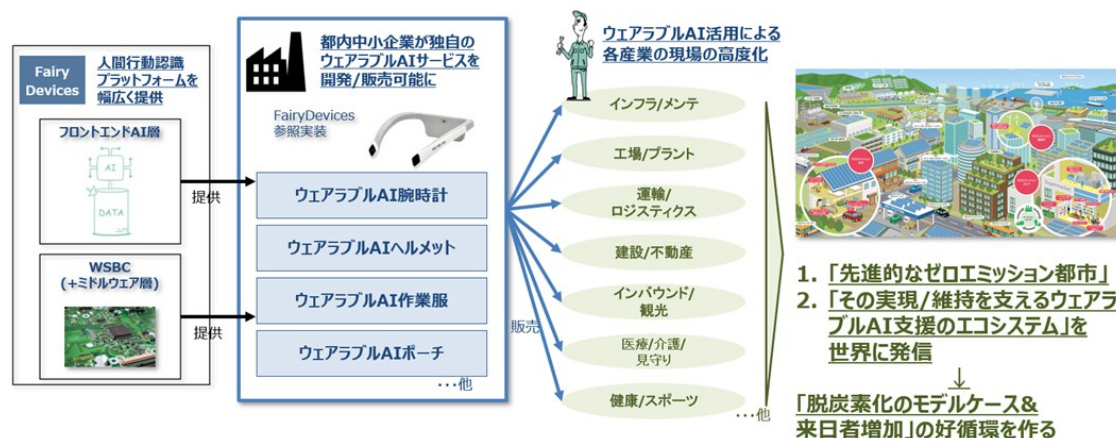 Fairy
Devices
人間行動認識
プラットフォームを
幅広く提供
フロントエンドAI層
AI
DATA
WSBC
(+ミドルウェア層)
提供
提供
都内中小企業が独自の
ウェアラブルAIサービスを
開発/販売可能に
FairyDevices
参照実装
ウェアラブルAI腕時計
ウェアラブルAIヘルメット
ウェアラブルAI作業服
ウェアラブルAIポーチ
・・・他
販売
ウェアラブルAI活用による
各産業の現場の高度化
インフラ/メンテ
工場/プラント
運輸/
ロジスティクス
建設/不動産
インバウンド/
観光
医療/介護/
見守り
健康/スポーツ
・・・他
1. 「先進的なゼロエミッション都市」
2. 「その実現/維持を支えるウェアラ
ブルAI支援のエコシステム」を
世界に発信
↓
「脱炭素化のモデルケース&
来日者増加」の好循環を作る